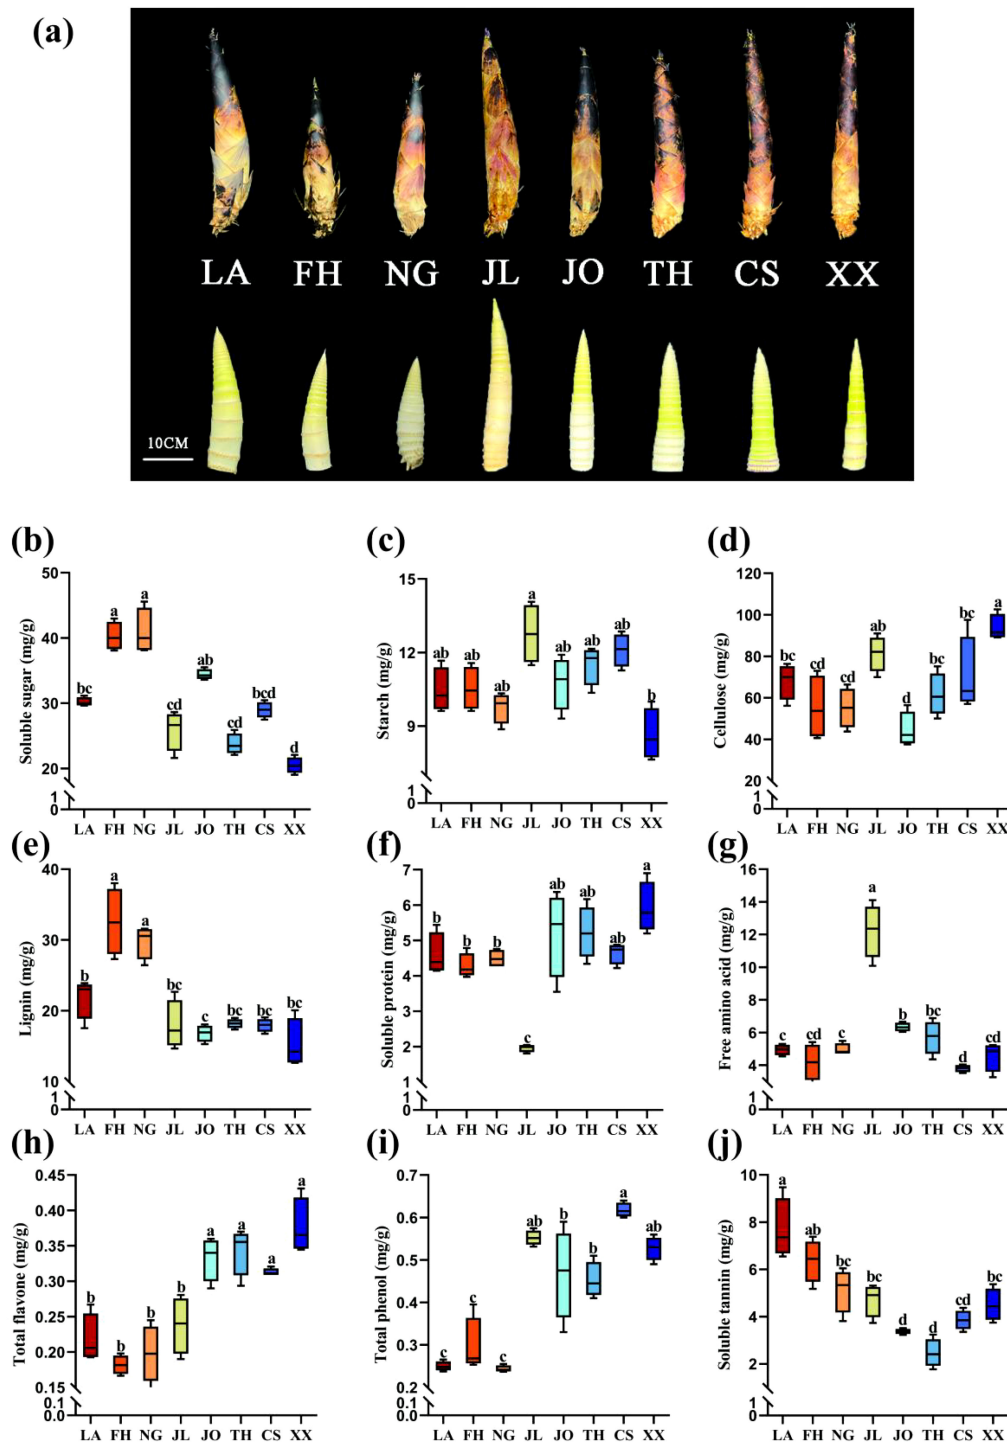 (a)
LA FH NG JL JO TH CS XX
10CM
(b)
Soluble sugar (mg/g)
50
40
30
20
1
0
bc a a cd ab cd bcd d
LA FH NG JL JO TH CS XX
(c)
Starch (mg/g)
15
12
9
1
0
ab ab ab a ab ab ab b
LA FH NG JL JO TH CS XX
(d)
Cellulose (mg/g)
120
100
80
60
40
20
1
0
bc cd cd ab d bc bc a
LA FH NG JL JO TH CS XX
(e)
Lignin (mg/g)
40
30
20
10
1
0
b a a bc c bc bc bc
LA FH NG JL JO TH CS XX
(f)
Soluble protein (mg/g)
7
6
5
4
3
2
1
1
0
b b b c ab ab ab a
LA FH NG JL JO TH CS XX
(g)
Free amino acid (mg/g)
16
14
12
10
8
6
4
1
0
c cd c a b bc d cd
LA FH NG JL JO TH CS XX
(h)
Total flavone (mg/g)
0.45
0.40
0.35
0.30
0.25
0.20
0.15
0.1
0.0
b b b b a a a a
LA FH NG JL JO TH CS XX
(i)
Total phenol (mg/g)
0.7
0.6
0.5
0.4
0.3
0.2
0.1
0.0
c c c ab b b a ab
LA FH NG JL JO TH CS XX
(j)
Soluble tannin (mg/g)
10
8
6
4
2
1
0
a ab bc bc d d cd bc
LA FH NG JL JO TH CS XX